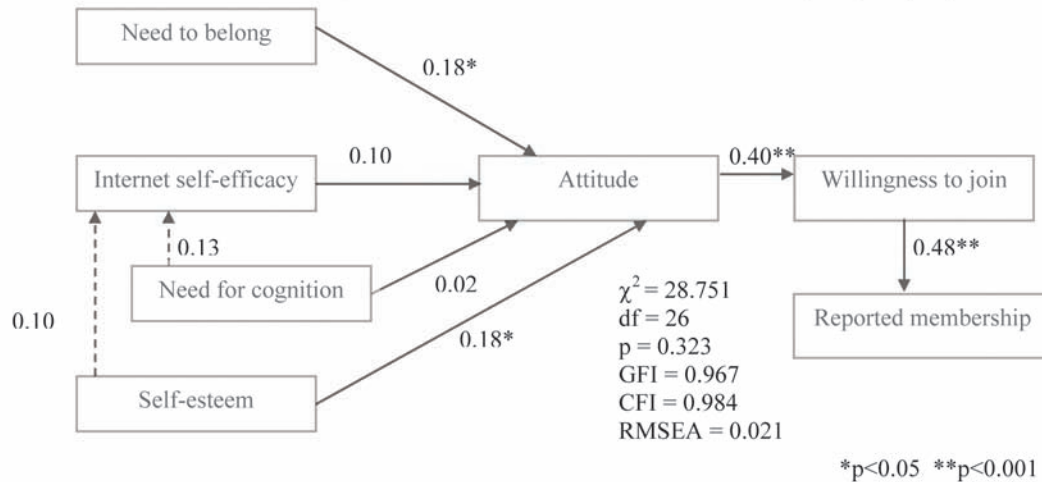 Need to belong
0.18*
Internet self-efficacy
0.10
Attitude
0.40**
Willingness to join
0.13
0.48**
Need for cognition
0.02
0.10
0.18*
Self-esteem
χ² = 28.751
df = 26
p = 0.323
GFI = 0.967
CFI = 0.984
RMSEA = 0.021
Reported membership
*p<0.05 **p<0.001